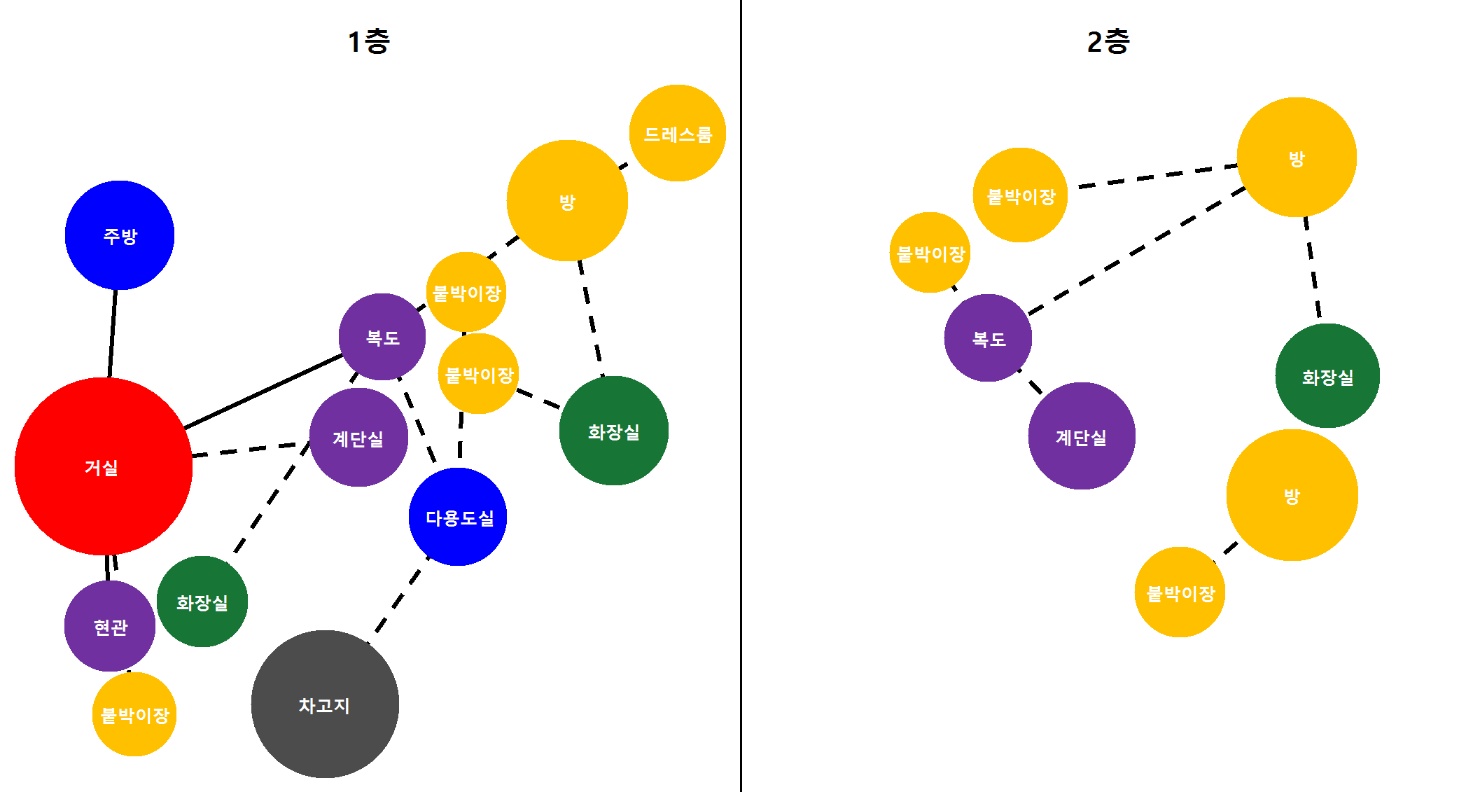 1층
드레스룸
방
주방
붙박이장
복도
붙박이장
화장실
계단실
거실
다용도실
화장실
현관
차고지
붙박이장
2층
방
붙박이장
붙박이장
복도
화장실
계단실
방
붙박이장